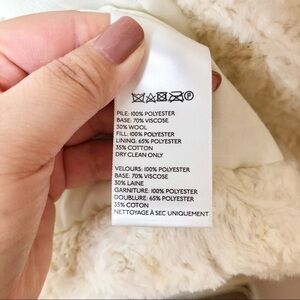 PILE: 100% POLYESTER
BASE: 70% VISCOSE
30% WOOL
FILL: 100% POLYESTER
LINING: 65% POLYESTER
35% COTTON
DRY CLEAN ONLY
VELOURS: 100% POLYESTER
BASE: 70% VISCOSE
30% LAINE
GARNITURE: 100% POLYESTER
DOUBLURE: 65% POLYESTER
35% COTON
NETTOYAGE À SEC UNIQUEMENT